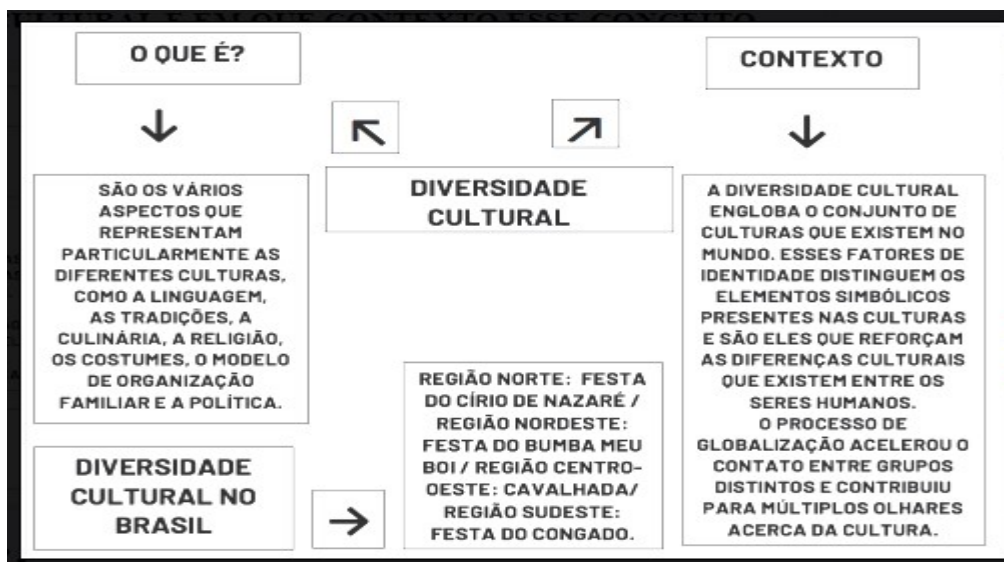 O QUE É?
SÃO OS VÁRIOS
ASPECTOS QUE
REPRESENTAM
PARTICULARMENTE AS
DIFERENTES CULTURAS,
COMO A LINGUAGEM,
AS TRADIÇÕES, A
CULINÁRIA, A RELIGIÃO,
OS COSTUMES, O MODELO
DE ORGANIZAÇÃO
FAMILIAR E A POLÍTICA.
DIVERSIDADE
CULTURAL
CONTEXTO
A DIVERSIDADE CULTURAL
ENGLOBA O CONJUNTO DE
CULTURAS QUE EXISTEM NO
MUNDO. ESSES FATORES DE
IDENTIDADE DISTINGUEM OS
ELEMENTOS SIMBÓLICOS
PRESENTES NAS CULTURAS
E SÃO ELES QUE REFORÇAM
AS DIFERENÇAS CULTURAIS
QUE EXISTEM ENTRE OS
SERES HUMANOS.
O PROCESSO DE
GLOBALIZAÇÃO ACELEROU O
CONTATO ENTRE GRUPOS
DISTINTOS E CONTRIBUIU
PARA MÚLTIPLOS OLHARES
ACERCA DA CULTURA.
DIVERSIDADE
CULTURAL NO
BRASIL
REGIÃO NORTE: FESTA
DO CÍRIO DE NAZARÉ /
REGIÃO NORDESTE:
FESTA DO BUMBA MEU
BOI / REGIÃO CENTRO-
OESTE: CAVALHADA/
REGIÃO SUDESTE:
FESTA DO CONGADO.